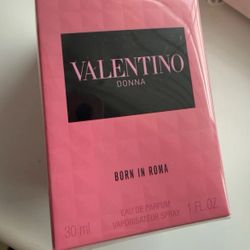 VALENTINO
DONNA
BORN IN ROMA
EAU DE PARFUM
VAPORISATEUR SPRAY
30 ml
1 FL.OZ.